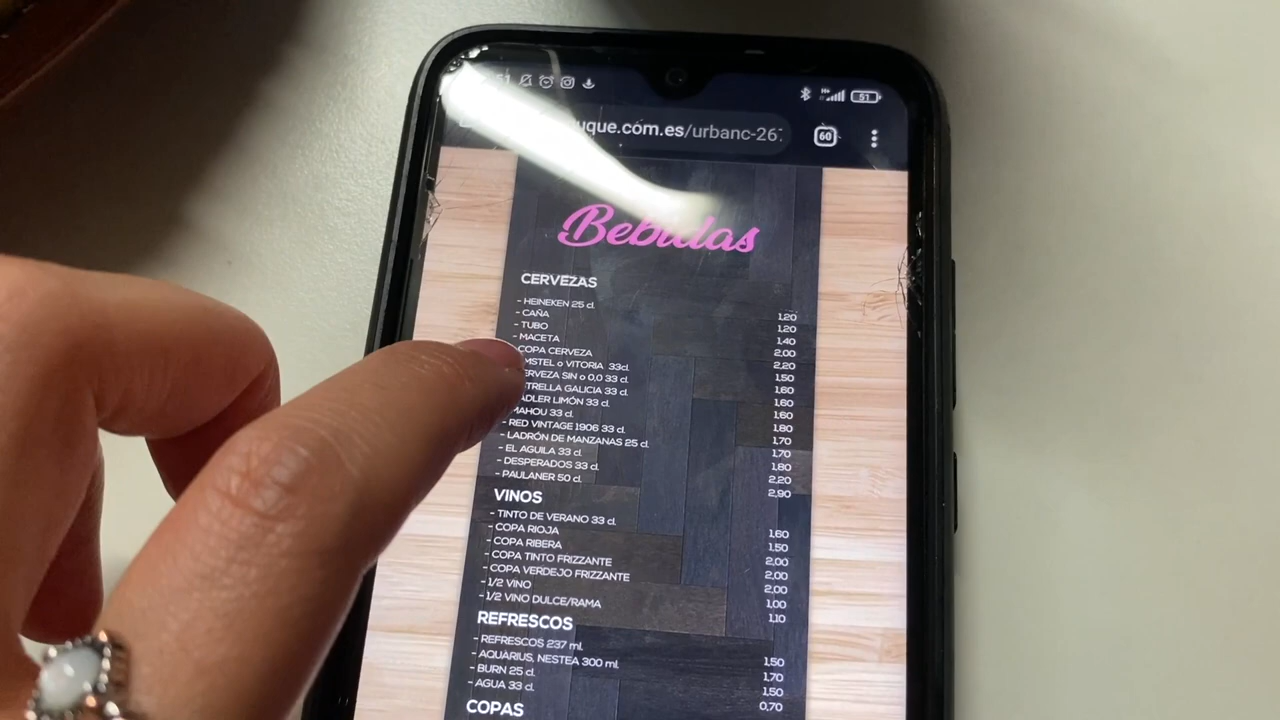 51
uque.com.es/urbanc-26
60
Bebidas
CERVEZAS
- HEINEKEN 25 cl. 1,20
- CAÑA 1,20
- TUBO 1,40
- MACETA 2,00
COPA CERVEZA 2,20
MSTEL o VITORIA 33cl. 1,50
ERVEZA SIN o 0,0 33 cl. 1,60
TRELLA GALICIA 33 cl. 1,60
ADLER LIMÓN 33 cl. 1,60
MAHOU 33 cl. 1,80
- RED VINTAGE 1906 33 cl. 1,70
- LADRÓN DE MANZANAS 25 cl. 1,70
- EL AGUILA 33 cl. 1,80
- DESPERADOS 33 cl. 2,20
- PAULANER 50 cl. 2,90
VINOS
- TINTO DE VERANO 33 cl. 1,60
- COPA RIOJA 1,50
- COPA RIBERA 2,00
- COPA TINTO FRIZZANTE 2,00
- COPA VERDEJO FRIZZANTE 2,00
- 1/2 VINO 1,00
- 1/2 VINO DULCE/RAMA 1,10
REFRESCOS
- REFRESCOS 237 ml. 1,50
- AQUARIUS, NESTEA 300 ml. 1,70
- BURN 25 cl. 1,50
- AGUA 33 cl. 0,70
COPAS